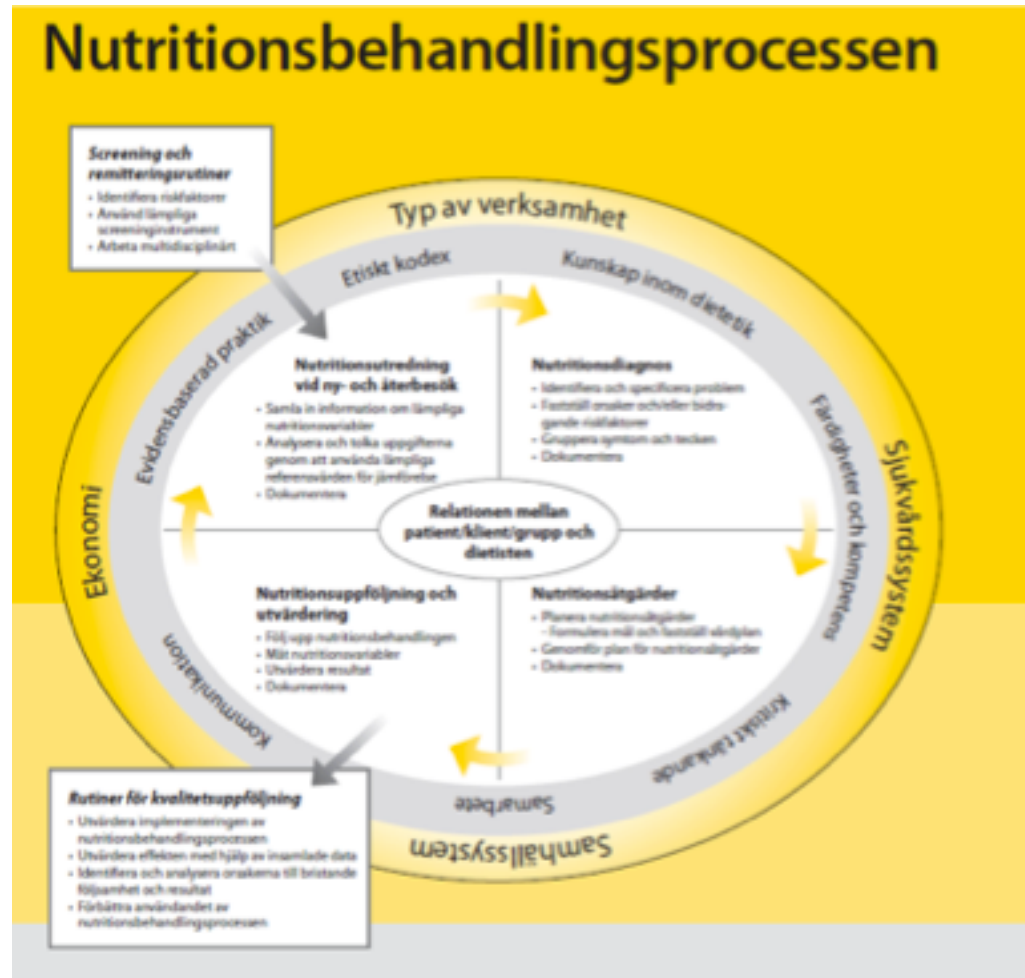 Nutritionsbehandlingsprocessen
Screening och
remitteringsrutiner
• Identifiera riskfaktorer
• Använd lämpliga
screeninginstrument
• Arbeta multidisciplinärt
Typ av verksamhet
Etiskt kodex
Kunskap inom dietetik
Evidensbaserad praktik
Färdigheter och kompetens
Sjukvårdssystem
Ekonomi
Nutritionsutredning
vid ny- och återbesök
• Samla in information om lämpliga
nutritionsvariabler
• Analysera och tolka uppgifterna
genom att använda lämpliga
referensvärden för jämförelse
• Dokumentera
Nutritionsdiagnos
• Identifiera och specificera problem
• Fastställ orsaker och/eller bidra-
gande riskfaktorer
• Gruppera symtom och tecken
• Dokumentera
Relationen mellan
patient/klient/grupp och
dietisten
Nutritionsuppföljning och
utvärdering
• Följ upp nutritionsbehandlingen
• Mät nutritionsvariabler
• Utvärdera resultat
• Dokumentera
Nutritionsåtgärder
• Planera nutritionsåtgärder
- Formulera mål och fastställ vårdplan
• Genomför plan för nutritionsåtgärder
• Dokumentera
Kommunikation
Kritiskt tänkande
Samarbete
Samhällssystem
Rutiner för kvalitetsuppföljning
• Utvärdera implementeringen av
nutritionsbehandlingsprocessen
• Utvärdera effekten med hjälp av insamlade data
• Identifiera och analysera orsakerna till bristande
följsamhet och resultat
• Förbättra användandet av
nutritionsbehandlingsprocessen